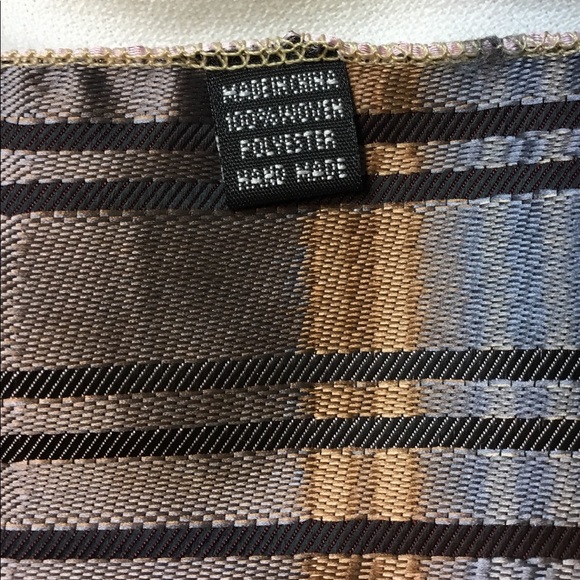 MADE IN CHINA
100% WOVEN
POLYESTER
HAND MADE